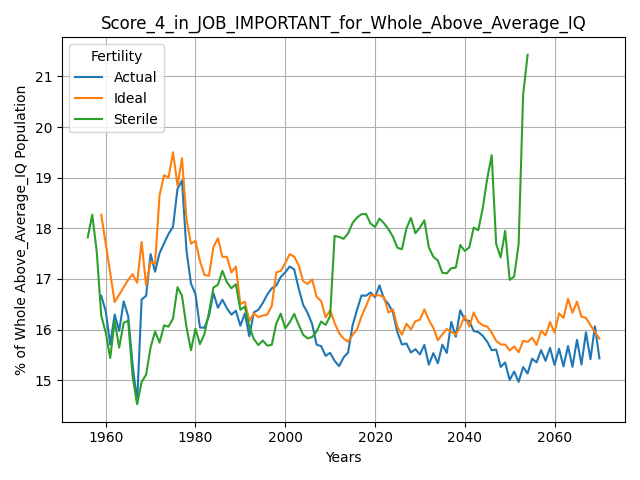 Score_4_in_JOB_IMPORTANT_for_Whole_Above_Average_IQ
Fertility
Actual
Ideal
Sterile
% of Whole Above_Average_IQ Population
21
20
19
18
17
16
15
1960
1980
2000
2020
2040
2060
Years